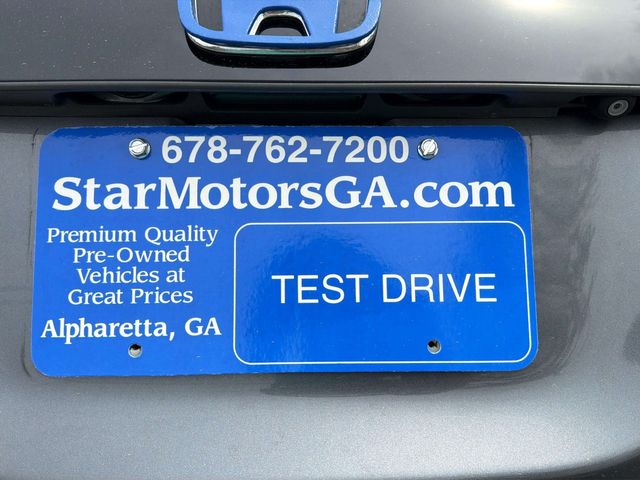 678-762-7200
StarMotorsGA.com
Premium Quality
Pre-Owned
Vehicles at
Great Prices
Alpharetta, GA
TEST DRIVE